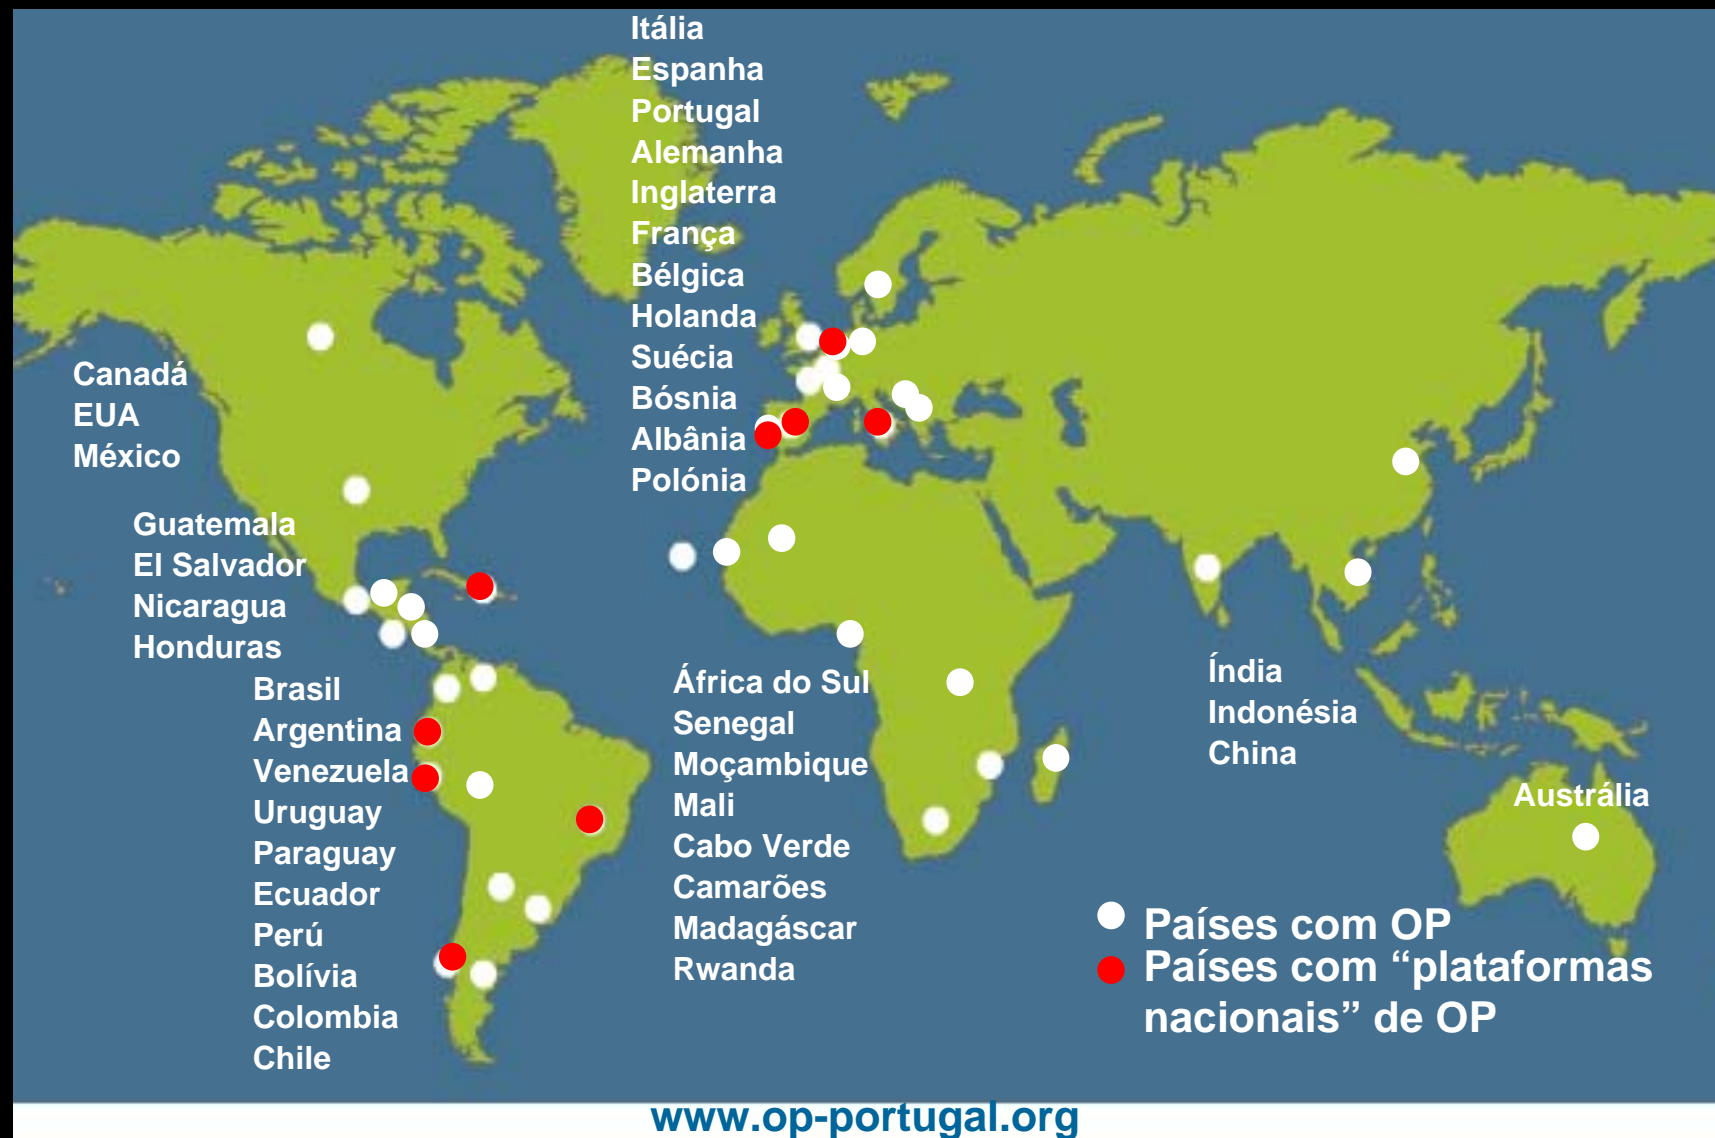 Itália
Espanha
Portugal
Alemanha
Inglaterra
França
Bélgica
Holanda
Suécia
Bósnia
Albânia
Polónia
Canadá
EUA
México
Guatemala
El Salvador
Nicaragua
Honduras
Brasil
Argentina
Venezuela
Uruguay
Paraguay
Ecuador
Perú
Bolívia
Colombia
Chile
África do Sul
Senegal
Moçambique
Mali
Cabo Verde
Camarões
Madagáscar
Rwanda
Índia
Indonésia
China
Austrália
Países com OP
Países com “plataformas
nacionais” de OP
www.op-portugal.org